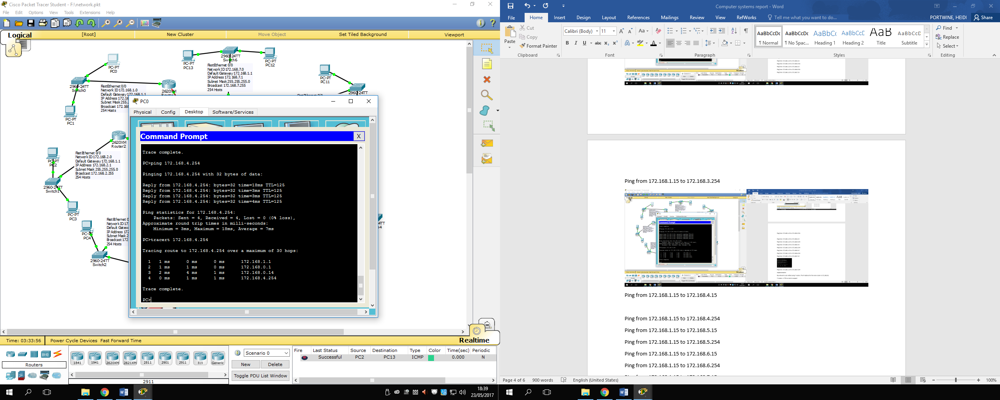 Cisco Packet Tracer Student - F:\network.pkt
File Edit Options View Tools Extensions Help
Logical [Root] New Cluster Move Object Set Tiled Background Viewport
PC-PT
PC0
2960-24TT
Switch0
PC-PT
PC1
2620XM
FastEthernet 0/0
Network ID 172.168.1.0
Default Gateway 172.168.1.1
IP Address 172.16
Subnet Mask 255.2
Broadcast 172.168
254 Hosts
PC-PT
PC13
2960-24TT
Switch6
PC-PT
PC12
FastEthernet 0/0
Network ID 172.168.7.0
Default Gateway 172.168.1.1
IP Address 172.168.7.1
Subnet Mask 255.255.255.0
Broadcast 172.168.7.255
254 Hosts
PC-PT
PC11
2960-24TT
2620XM
Router2
PC-PT
PC2
FastEthernet 0/0
Network ID 172.168.2.0
Default Gateway 172.168.1.1
IP Address 172.168.2.1
Subnet Mask 255.255.255.0
Broadcast 172.168.2.255
254 Hosts
2960-24TT
Switch1
PC-PT
PC3
PC-PT
PC4
FastEthern
Network ID 17
Default Gatew
IP Address 17
Subnet Mask 2
Broadcast 172
254 Hosts
2960-24TT
Switch2
PC0
Physical Config Desktop Software/Services
Command Prompt X
Trace complete.
PC>ping 172.168.4.254
Pinging 172.168.4.254 with 32 bytes of data:
Reply from 172.168.4.254: bytes=32 time=18ms TTL=125
Reply from 172.168.4.254: bytes=32 time=3ms TTL=125
Reply from 172.168.4.254: bytes=32 time=3ms TTL=125
Reply from 172.168.4.254: bytes=32 time=4ms TTL=125
Ping statistics for 172.168.4.254:
Packets: Sent = 4, Received = 4, Lost = 0 (0% loss),
Approximate round trip times in milli-seconds:
Minimum = 3ms, Maximum = 18ms, Average = 7ms
PC>tracert 172.168.4.254
Tracing route to 172.168.4.254 over a maximum of 30 hops:
1 1 ms 0 ms 0 ms 172.168.1.1
2 1 ms 1 ms 0 ms 172.168.0.1
3 2 ms 4 ms 1 ms 172.168.0.14
4 0 ms 1 ms 1 ms 172.168.4.254
Trace complete.
PC>
Time: 03:33:56 Power Cycle Devices Fast Forward Time Realtime
Routers
1841 1941 2620XM 2621XM 2811 2901 2911 819 Generic
2911
Scenario 0
New Delete
Toggle PDU List Window
Fire Last Status Source Destination Type Color Time(sec) Periodic
Successful PC2 PC13 ICMP 0.000 N
18:39
23/05/2017
Computer systems report - Word
File Home Insert Design Layout References Mailings Review View RefWorks Tell me what you want to do... PORTWINE, HEIDI Share
Paste
Cut
Copy
Format Painter
Clipboard
Calibri (Body) 11
Font
Paragraph
AaBbCcDc AaBbCcDc AaBbC AaBbCcD AaB AaBbCcD
¶ Normal ¶ No Spac... Heading 1 Heading 2 Title Subtitle
Styles
Find
Replace
Select
Editing
Ping from 172.168.1.15 to 172.168.3.254
Ping from 172.168.1.15 to 172.168.4.15
Ping from 172.168.1.15 to 172.168.4.254
Ping from 172.168.1.15 to 172.168.5.15
Ping from 172.168.1.15 to 172.168.5.254
Ping from 172.168.1.15 to 172.168.6.15
Ping from 172.168.1.15 to 172.168.6.254
Page 4 of 6 900 words English (United States) 100%